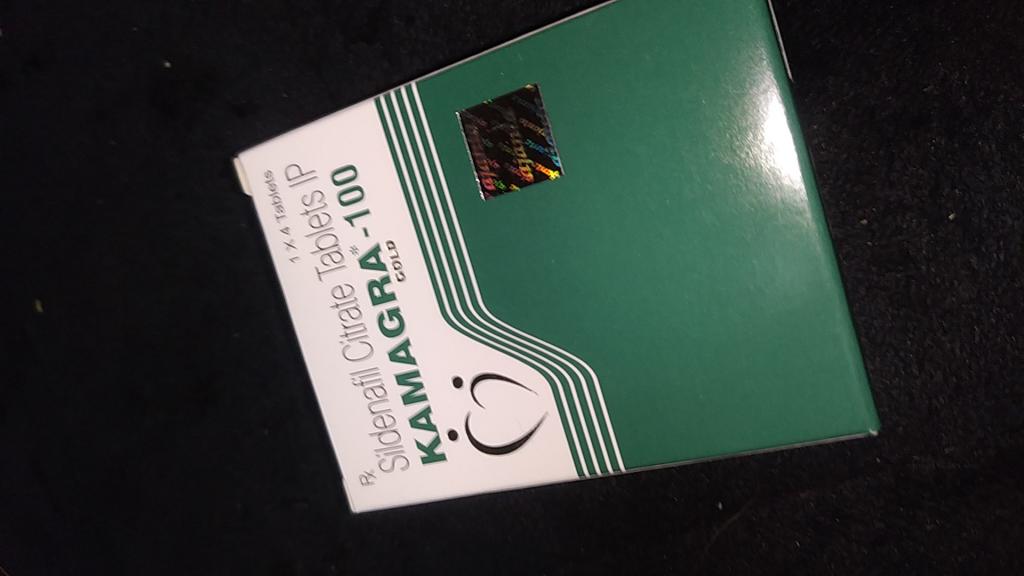 1 X 4 Tablets
Rx
Sildenafil Citrate Tablets IP
KAMAGRA*-100
GOLD